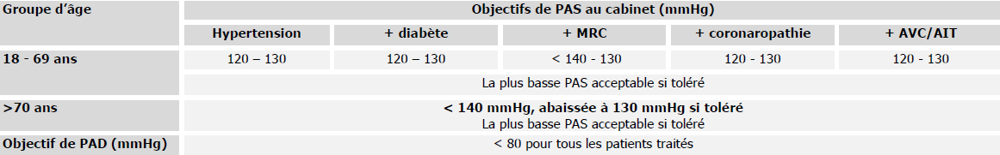 Groupe d’âge Objectifs de PAS au cabinet (mmHg)
Hypertension + diabète + MRC + coronaropathie + AVC/AIT
18 - 69 ans 120 – 130 120 – 130 < 140 - 130 120 - 130 120 - 130
La plus basse PAS acceptable si toléré
>70 ans < 140 mmHg, abaissée à 130 mmHg si toléré
La plus basse PAS acceptable si toléré
Objectif de PAD (mmHg) < 80 pour tous les patients traités